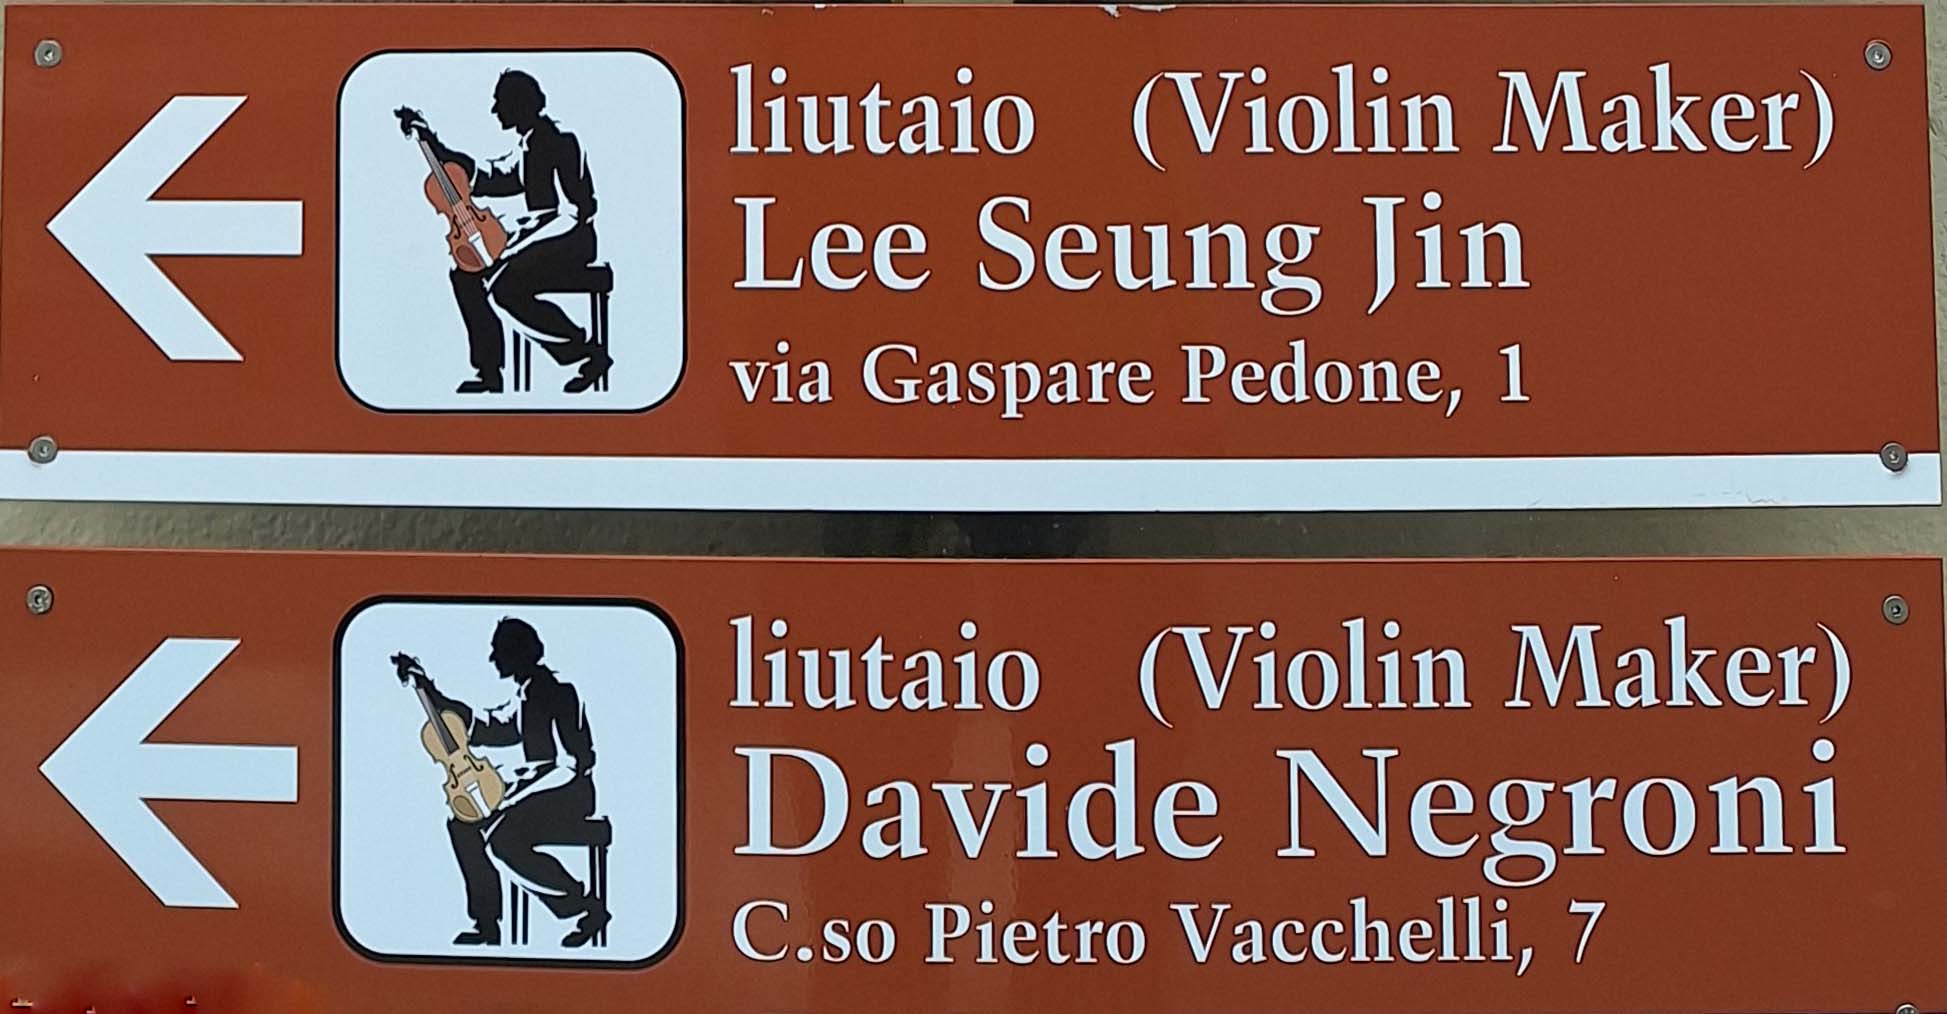 liutaio (Violin Maker)
Lee Seung Jin
via Gaspare Pedone, 1
liutaio (Violin Maker)
Davide Negroni
C.so Pietro Vacchelli, 7